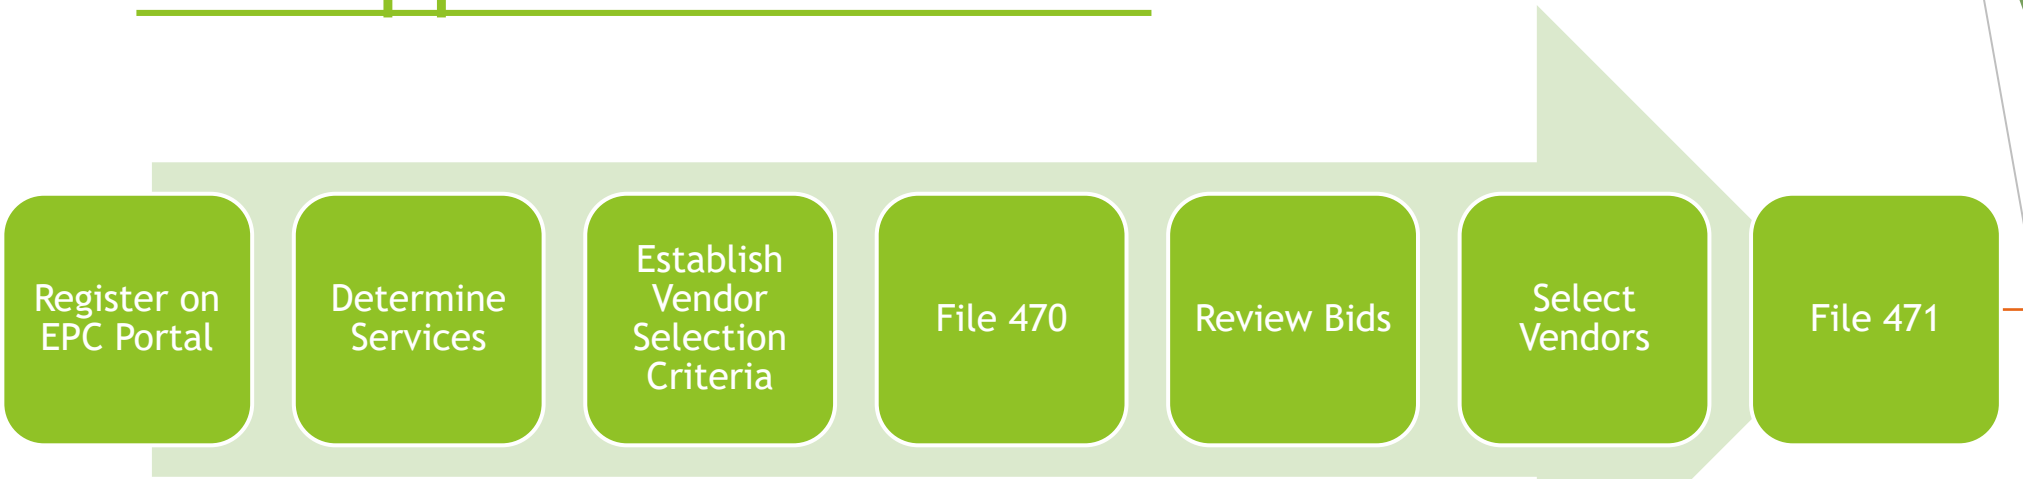 Register on
EPC Portal
Determine
Services
Establish
Vendor
Selection
Criteria
File 470
Review Bids
Select
Vendors
File 471